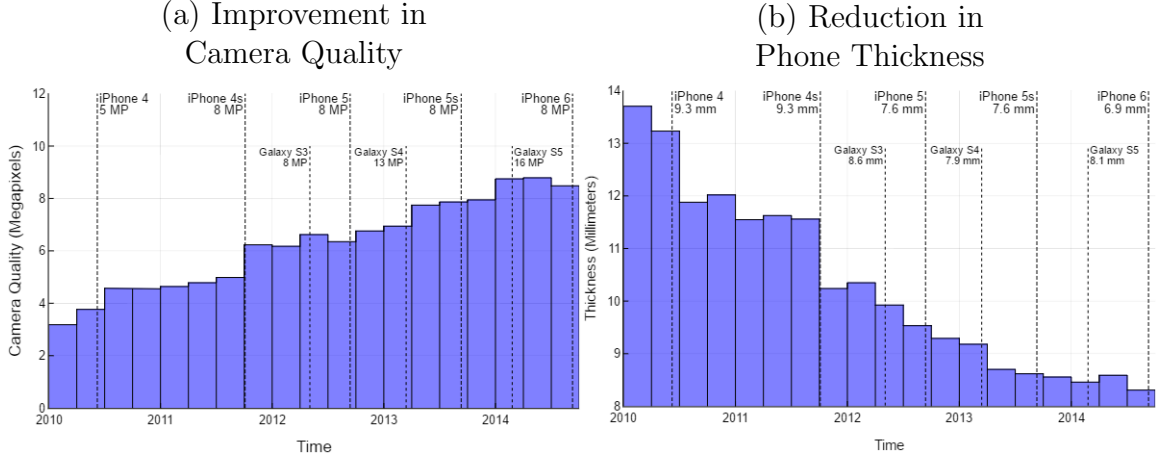 (a) Improvement in
Camera Quality
Camera Quality (Megapixels)
12
10
8
6
4
2
0
iPhone 4
5 MP
iPhone 4s
8 MP
iPhone 5
8 MP
iPhone 5s
8 MP
iPhone 6
8 MP
Galaxy S3
8 MP
Galaxy S4
13 MP
Galaxy S5
16 MP
2010
2011
2012
2013
2014
Time
(b) Reduction in
Phone Thickness
Thickness (Millimeters)
14
13
12
11
10
9
8
iPhone 4
9.3 mm
iPhone 4s
9.3 mm
iPhone 5
7.6 mm
iPhone 5s
7.6 mm
iPhone 6
6.9 mm
Galaxy S3
8.6 mm
Galaxy S4
7.9 mm
Galaxy S5
8.1 mm
2010
2011
2012
2013
2014
Time